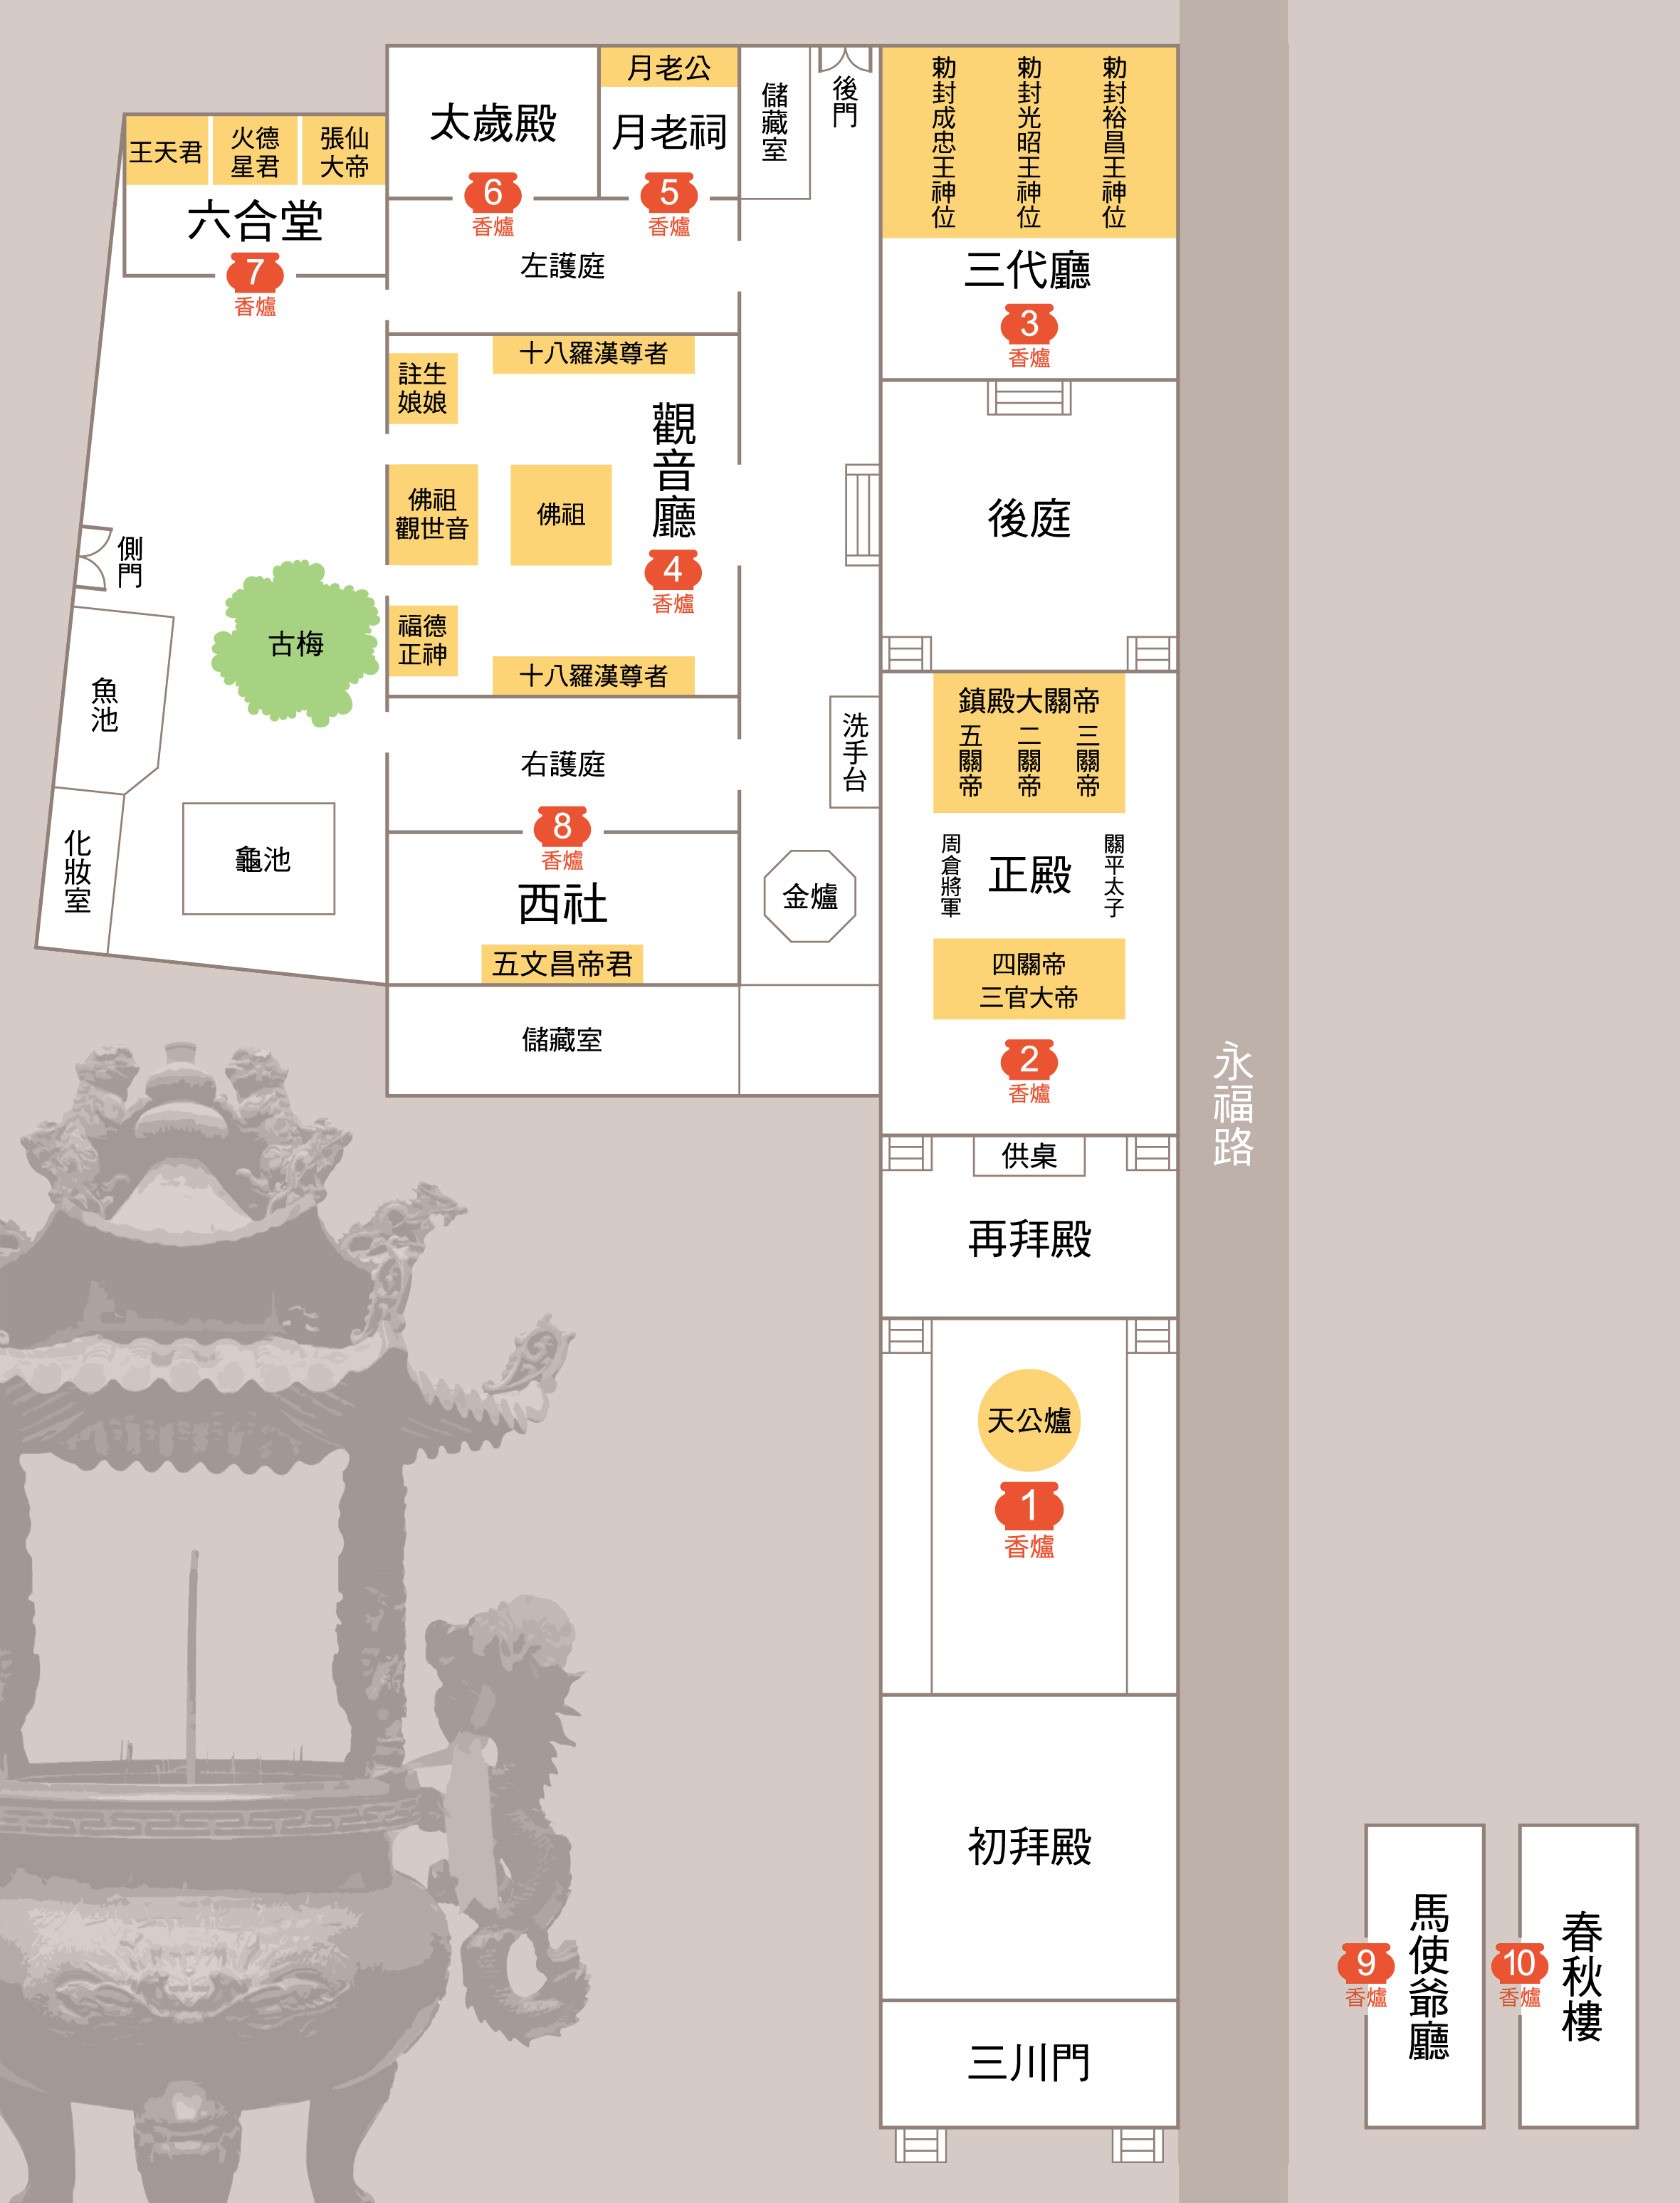 月老公
月老祠
5
香爐
太歲殿
6
香爐
儲藏室
後門
勅封成忠王神位
勅封光昭王神位
勅封裕昌王神位
三代廳
3
香爐
王天君
火德
星君
張仙
大帝
六合堂
7
香爐
左護庭
十八羅漢尊者
註生
娘娘
觀音廳
4
香爐
佛祖
觀世音
佛祖
福德
正神
十八羅漢尊者
後庭
側門
古梅
魚池
化妝室
龜池
右護庭
8
香爐
西社
五文昌帝君
儲藏室
洗手台
金爐
鎮殿大關帝
五關帝
二關帝
三關帝
周倉將軍
正殿
關平太子
四關帝
三官大帝
2
香爐
供桌
再拜殿
天公爐
1
香爐
初拜殿
三川門
永福路
9
香爐
馬使爺廳
10
香爐
春秋樓